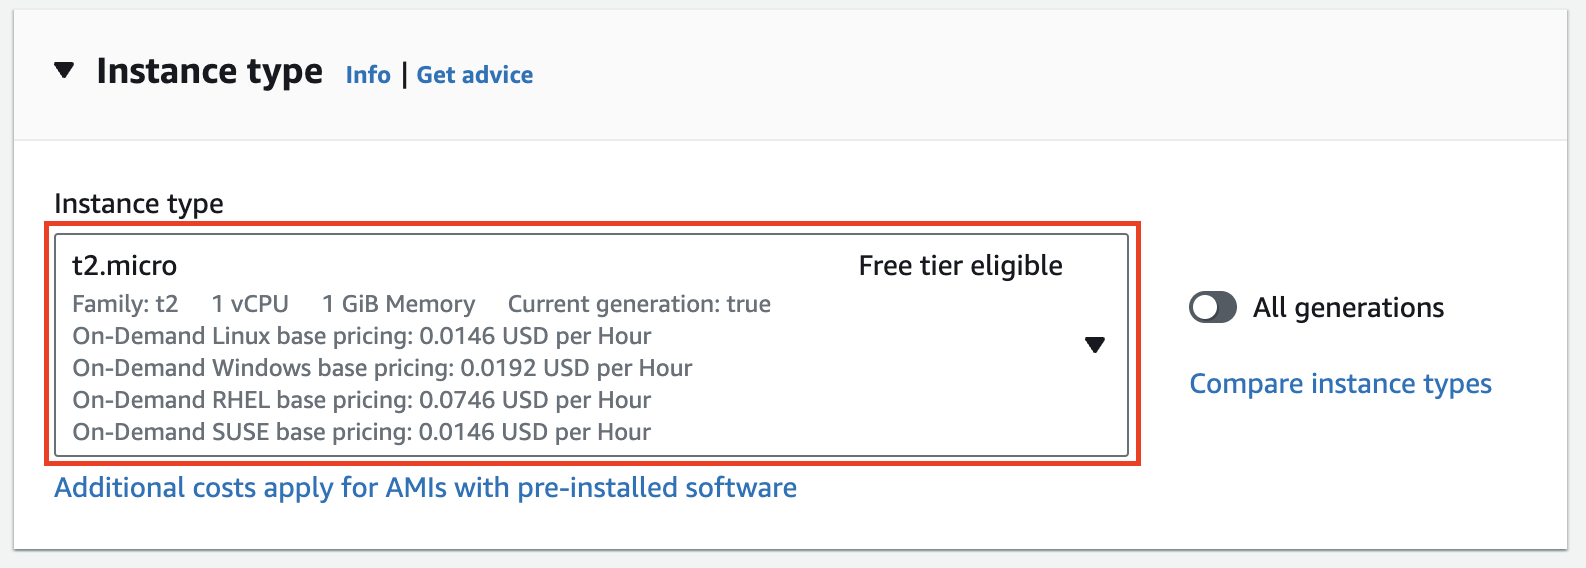 Instance type Info | Get advice
Instance type
t2.micro Free tier eligible
Family: t2 1 vCPU 1 GiB Memory Current generation: true
On-Demand Linux base pricing: 0.0146 USD per Hour
On-Demand Windows base pricing: 0.0192 USD per Hour
On-Demand RHEL base pricing: 0.0746 USD per Hour
On-Demand SUSE base pricing: 0.0146 USD per Hour
All generations
Compare instance types
Additional costs apply for AMIs with pre-installed software